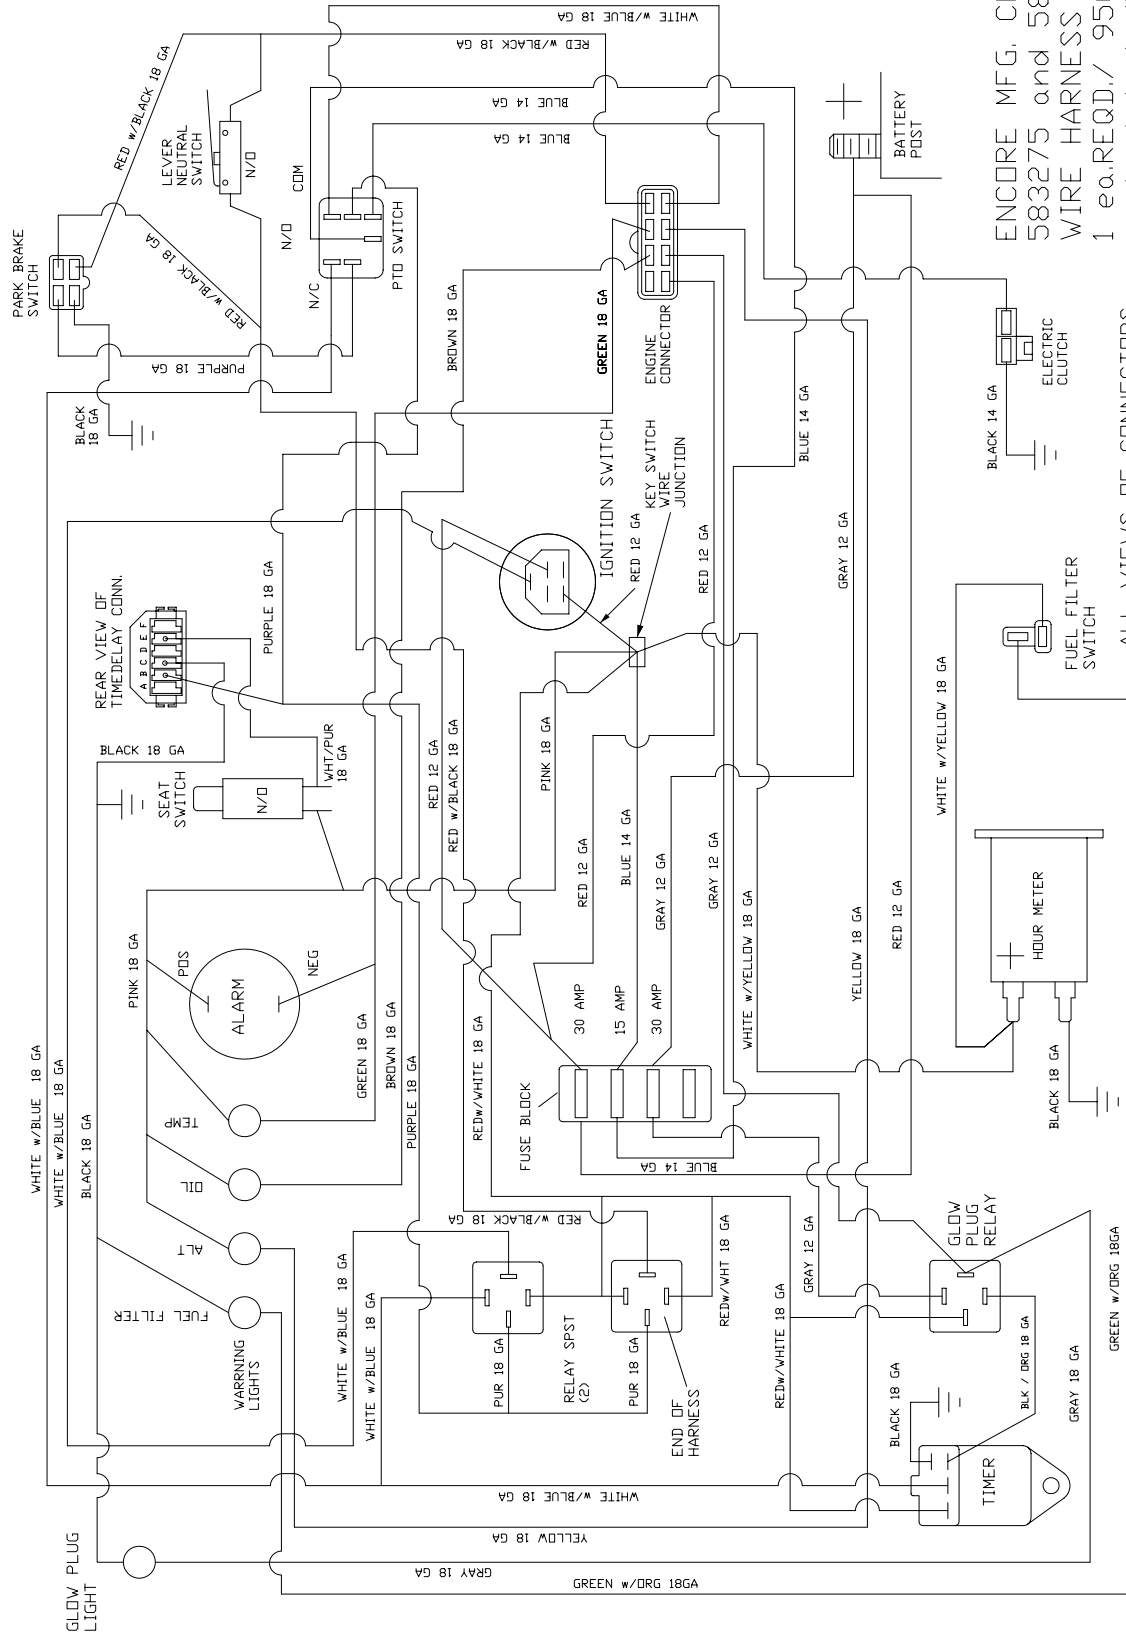 WHITE w/BLUE 18 GA
RED w/BLACK 18 GA
RED w/BLACK 18 GA
BLUE 14 GA
BLUE 14 GA
LEVER
NEUTRAL
SWITCH
N/O
COM
N/O
N/C
PTO SWITCH
PARK BRAKE
SWITCH
RED w/BLACK 18 GA
PURPLE 18 GA
BLACK
18 GA
BROWN 18 GA
GREEN 18 GA
ENGINE
CONNECTOR
BATTERY
POST
ENCORE MFG. C
583275 and 58
WIRE HARNESS
1 ea.REQD./ 95
ELECTRIC
CLUTCH
BLACK 14 GA
BLUE 14 GA
ALL VIEWS OF CONNECTORS
REAR VIEW OF
TIMEDELAY CONN.
A B C D E F
PURPLE 18 GA
IGNITION SWITCH
KEY SWITCH
WIRE
JUNCTION
RED 12 GA
RED 12 GA
GRAY 12 GA
FUEL FILTER
SWITCH
BLACK 18 GA
SEAT
SWITCH
N/O
WHT/PUR
18 GA
RED 12 GA
RED w/BLACK 18 GA
PINK 18 GA
RED 12 GA
BLUE 14 GA
GRAY 12 GA
GRAY 12 GA
WHITE w/YELLOW 18 GA
WHITE w/YELLOW 18 GA
YELLOW 18 GA
RED 12 GA
HOUR METER
BLACK 18 GA
PINK 18 GA
POS
ALARM
NEG
WHITE w/BLUE 18 GA
WHITE w/BLUE 18 GA
BLACK 18 GA
GREEN 18 GA
BROWN 18 GA
PURPLE 18 GA
REDw/WHITE 18 GA
FUSE BLOCK
30 AMP
15 AMP
30 AMP
BLUE 14 GA
TEMP
OIL
ALT
FUEL FILTER
WARRNING
LIGHTS
RED w/BLACK 18 GA
WHITE w/BLUE 18 GA
WHITE w/BLUE 18 GA
PUR 18 GA
RELAY SPST
(2)
PUR 18 GA
END OF
HARNESS
REDw/WHT 18 GA
REDw/WHITE 18 GA
GRAY 12 GA
GLOW
PLUG
RELAY
BLK / ORG 18 GA
GRAY 18 GA
GREEN w/ORG 18GA
BLACK 18 GA
TIMER
WHITE w/BLUE 18 GA
YELLOW 18 GA
GLOW PLUG
LIGHT
GRAY 18 GA
GREEN w/ORG 18GA